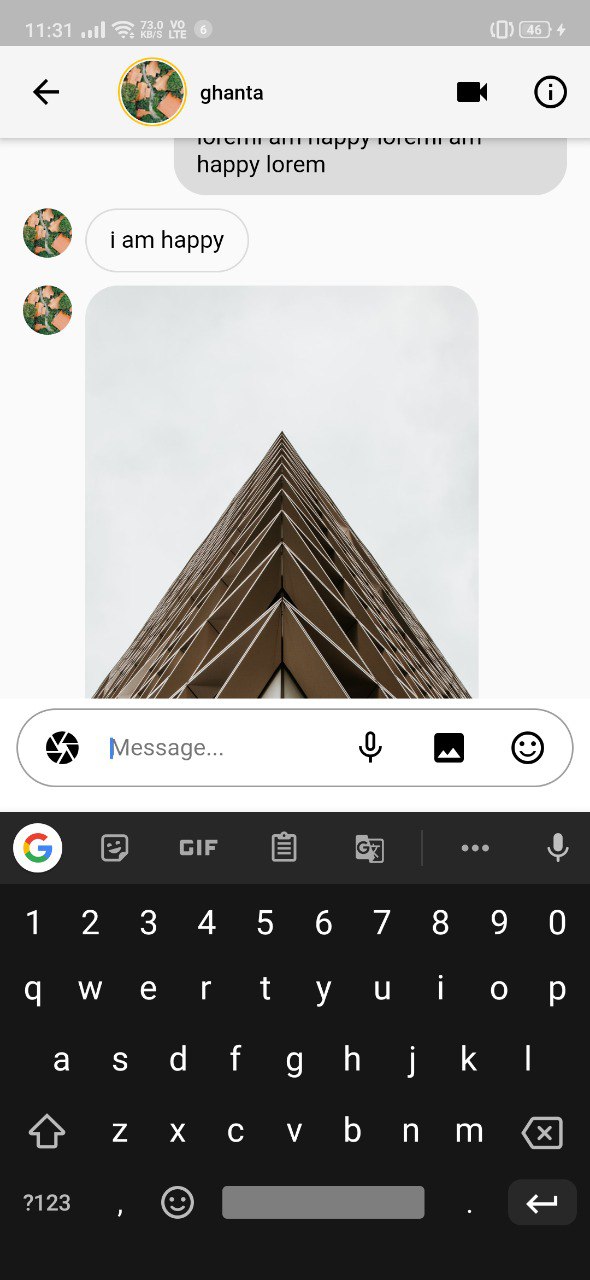 11:31 73.0 KB/S VO LTE 6 46
ghanta
loremi am happy loremi am
happy lorem
i am happy
Message...
G GIF G
1 2 3 4 5 6 7 8 9 0
q w e r t y u i o p
a s d f g h j k l
z x c v b n m
?123 , .